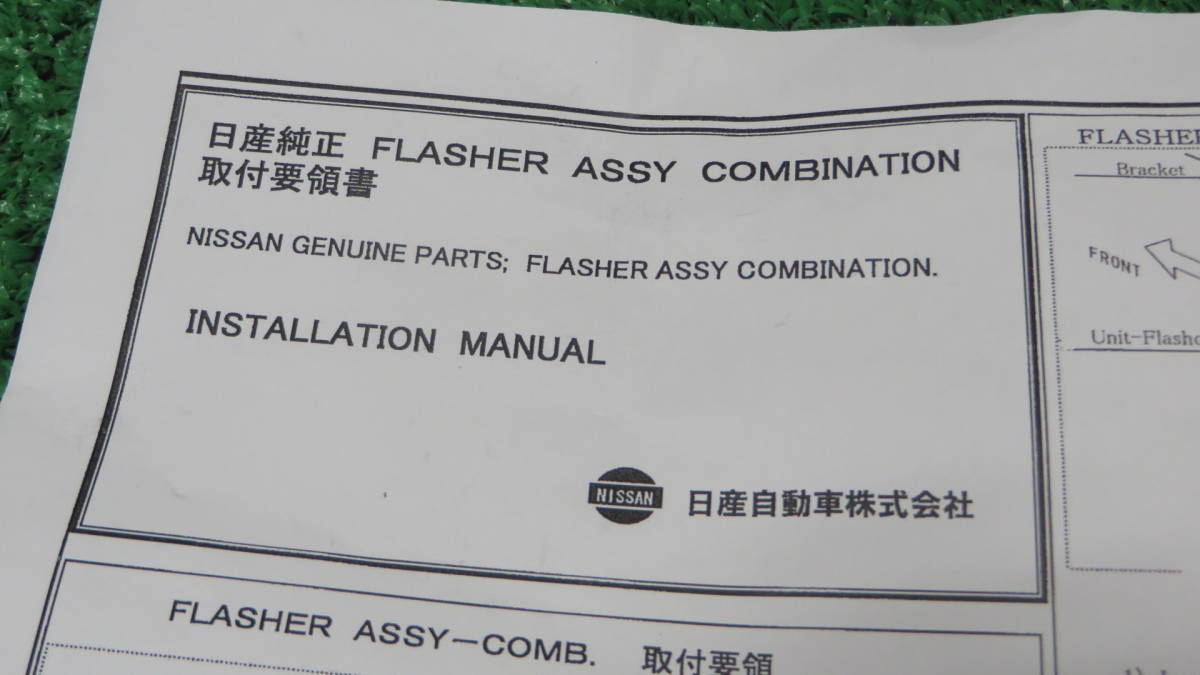 日産純正 FLASHER ASSY COMBINATION
取付要領書
NISSAN GENUINE PARTS; FLASHER ASSY COMBINATION.
INSTALLATION MANUAL
NISSAN 日産自動車株式会社
FLASHER ASSY-COMB. 取付要領
FLASHER
Bracket
FRONT